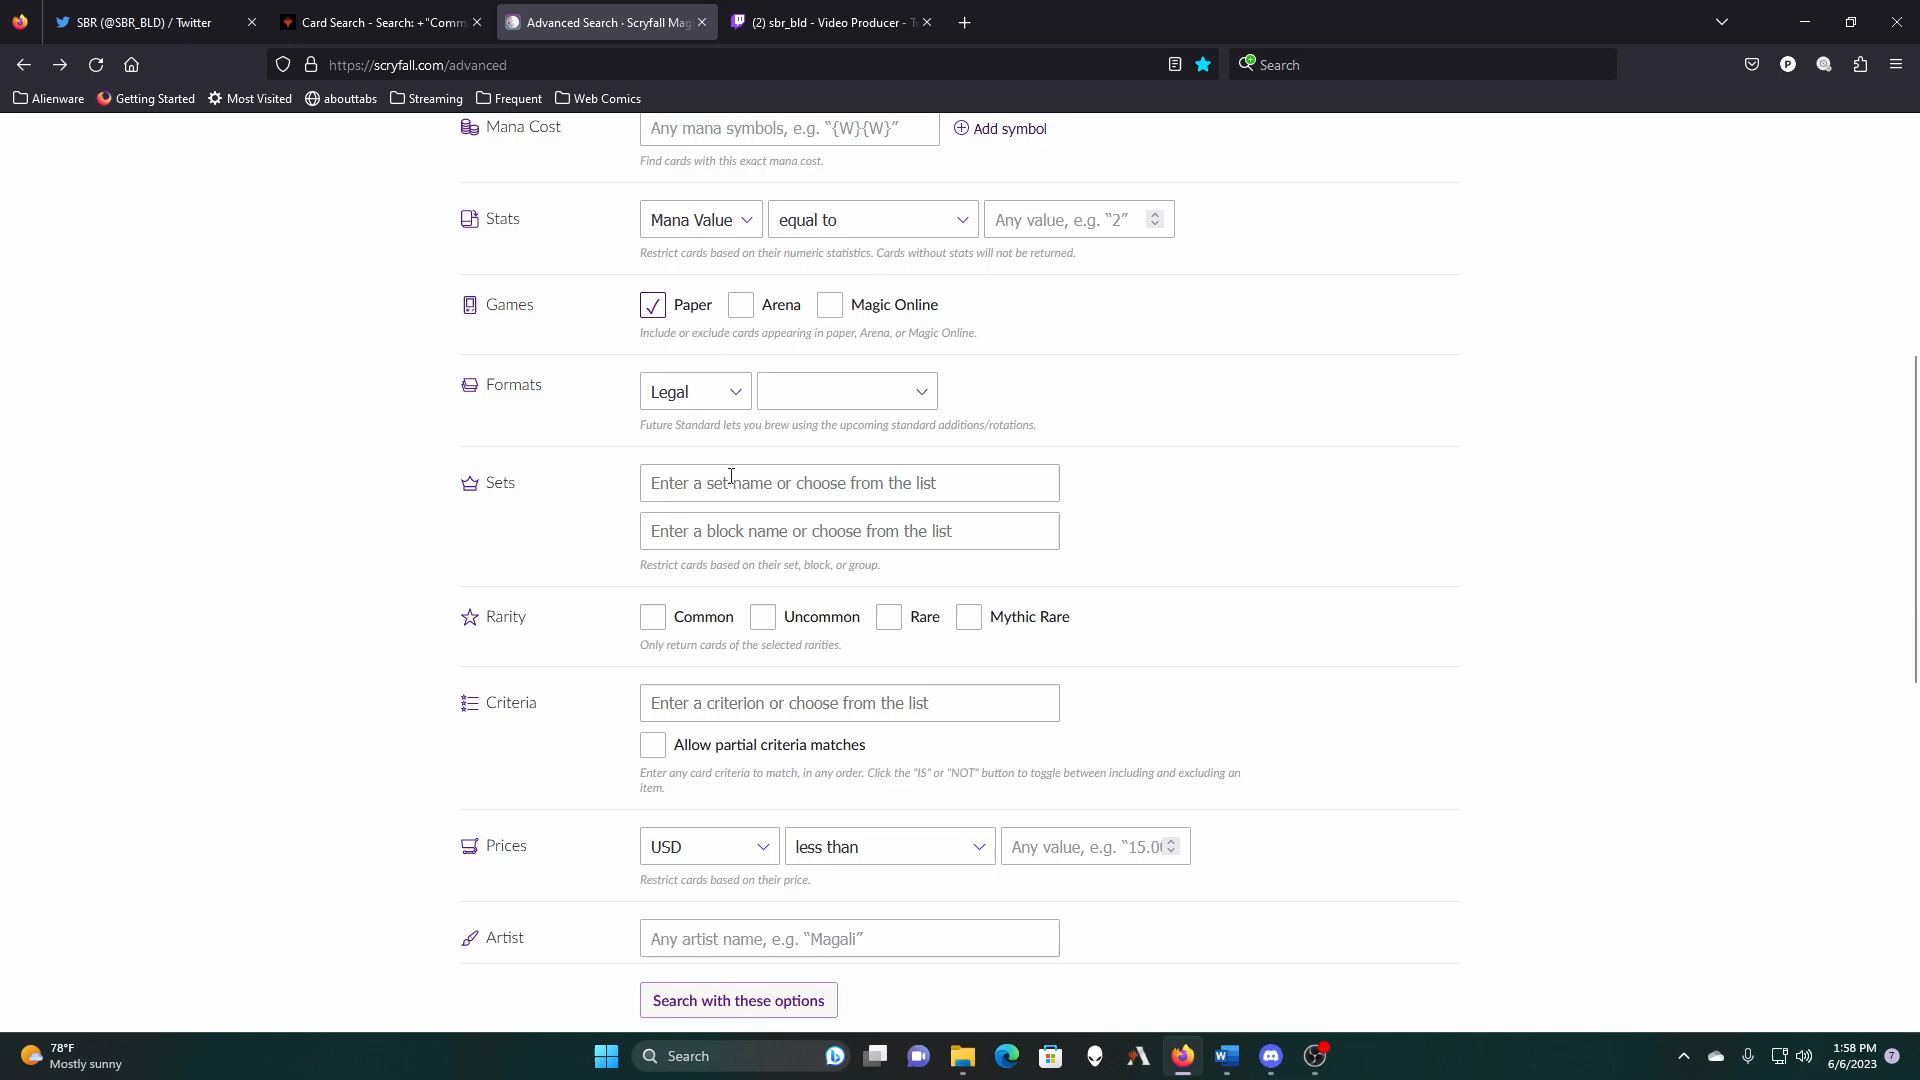 SBR (@SBR_BLD) / Twitter
Card Search - Search: +"Comm
Advanced Search · Scryfall Mag
(2) sbr_bld - Video Producer - Tw
https://scryfall.com/advanced
Search
Alienware
Getting Started
Most Visited
abouttabs
Streaming
Frequent
Web Comics
Mana Cost
Any mana symbols, e.g. “{W}{W}”
Add symbol
Find cards with this exact mana cost.
Stats
Mana Value
equal to
Any value, e.g. “2”
Restrict cards based on their numeric statistics. Cards without stats will not be returned.
Games
Paper
Arena
Magic Online
Include or exclude cards appearing in paper, Arena, or Magic Online.
Formats
Legal
Future Standard lets you brew using the upcoming standard additions/rotations.
Sets
Enter a set name or choose from the list
Enter a block name or choose from the list
Restrict cards based on their set, block, or group.
Rarity
Common
Uncommon
Rare
Mythic Rare
Only return cards of the selected rarities.
Criteria
Enter a criterion or choose from the list
Allow partial criteria matches
Enter any card criteria to match, in any order. Click the "IS" or "NOT" button to toggle between including and excluding an
item.
Prices
USD
less than
Any value, e.g. “15.00
Restrict cards based on their price.
Artist
Any artist name, e.g. “Magali”
Search with these options
78°F
Mostly sunny
Search
1:58 PM
6/6/2023
7